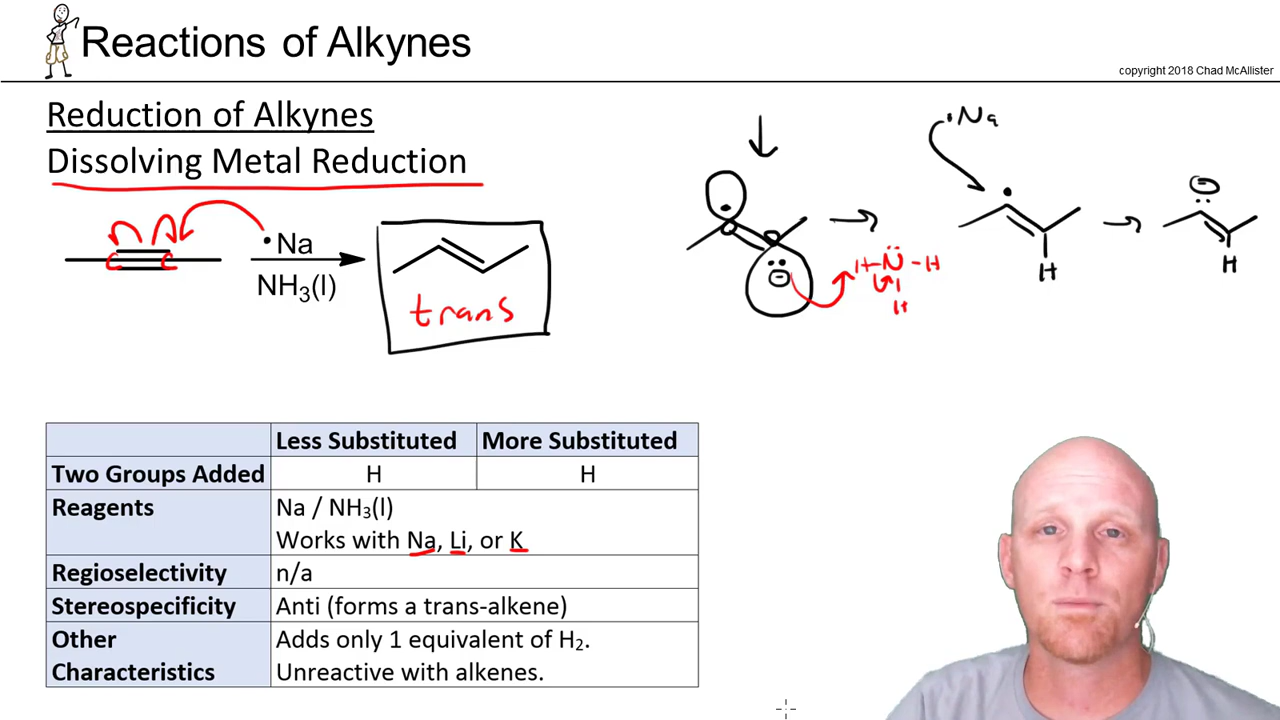 Reactions of Alkynes
copyright 2018 Chad McAllister
Reduction of Alkynes
Dissolving Metal Reduction
•Na
NH₃(l)
trans
•Na
H-N̈-H
H
H
H
Less Substituted More Substituted
Two Groups Added H H
Reagents Na / NH₃(l)
Works with Na, Li, or K
Regioselectivity n/a
Stereospecificity Anti (forms a trans-alkene)
Other Adds only 1 equivalent of H₂.
Characteristics Unreactive with alkenes.